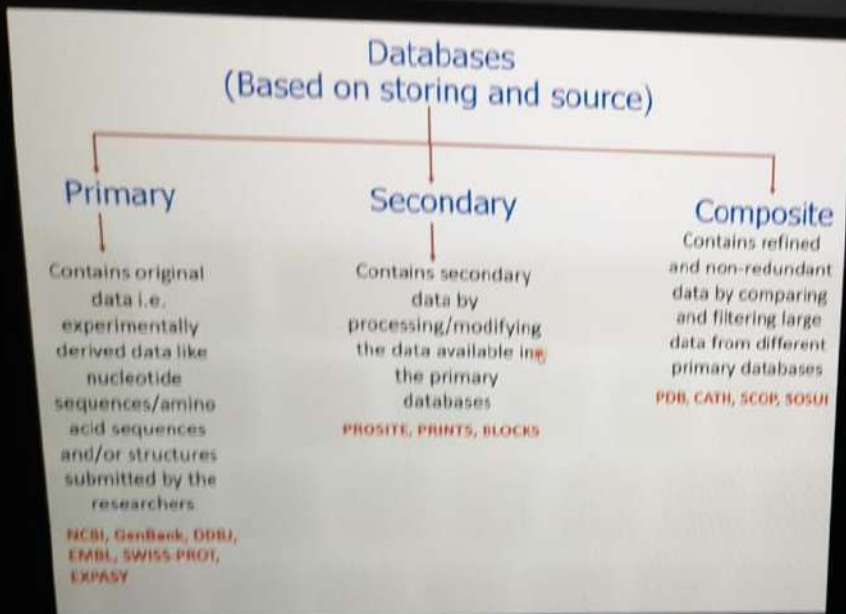 Databases
(Based on storing and source)
Primary
Contains original
data i.e.
experimentally
derived data like
nucleotide
sequences/amino
acid sequences
and/or structures
submitted by the
researchers
NCBI, GenBank, DDBJ,
EMBL, SWISS-PROT,
EXPASY
Secondary
Contains secondary
data by
processing/modifying
the data available in
the primary
databases
PROSITE, PRINTS, BLOCKS
Composite
Contains refined
and non-redundant
data by comparing
and filtering large
data from different
primary databases
PDB, CATH, SCOP, SOSUI